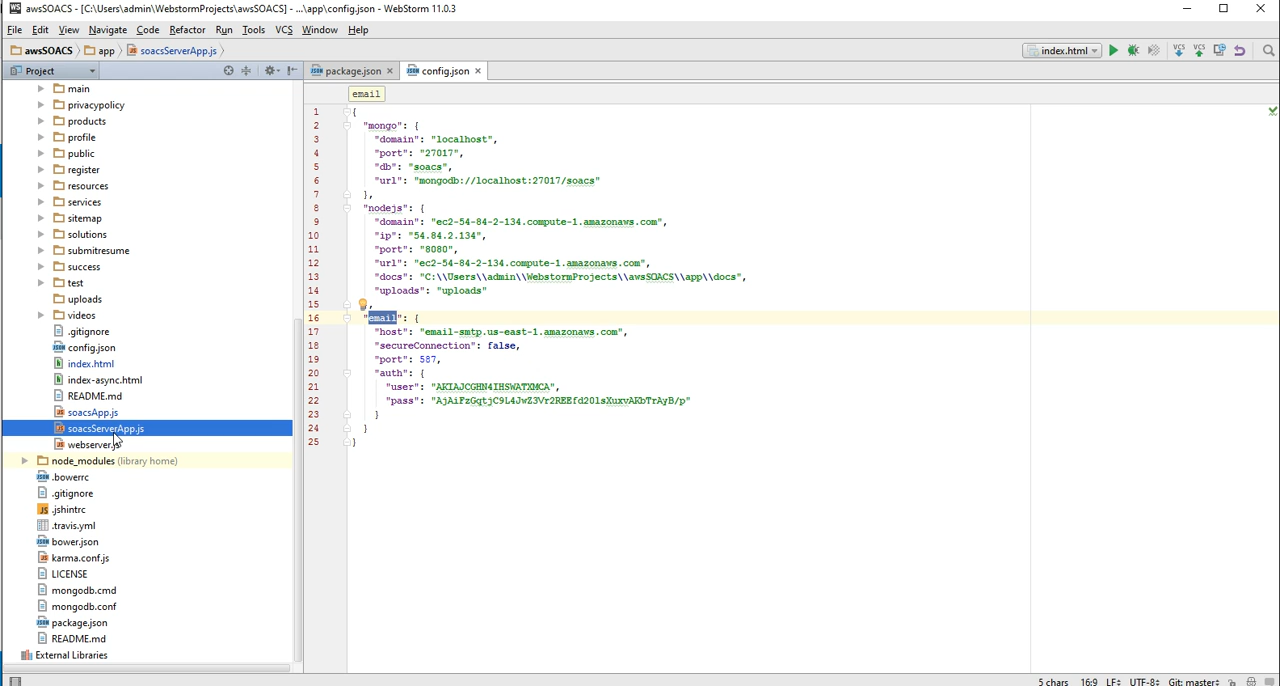 awsSOACS - [C:\Users\admin\WebstormProjects\awsSOACS] - ...\app\config.json - WebStorm 11.0.3
File Edit View Navigate Code Refactor Run Tools VCS Window Help
awsSOACS app soacsServerApp.js index.html VCS VCS
Project package.json config.json
email
main
privacypolicy
products
profile
public
register
resources
services
sitemap
solutions
submitresume
success
test
uploads
videos
.gitignore
config.json
index.html
index-async.html
README.md
soacsApp.js
soacsServerApp.js
webserver.js
node_modules (library home)
.bowerrc
.gitignore
.jshintrc
.travis.yml
bower.json
karma.conf.js
LICENSE
mongodb.cmd
mongodb.conf
package.json
README.md
External Libraries
1 {
2 "mongo": {
3 "domain": "localhost",
4 "port": "27017",
5 "db": "soacs",
6 "url": "mongodb://localhost:27017/soacs"
7 },
8 "nodejs": {
9 "domain": "ec2-54-84-2-134.compute-1.amazonaws.com",
10 "ip": "54.84.2.134",
11 "port": "8080",
12 "url": "ec2-54-84-2-134.compute-1.amazonaws.com",
13 "docs": "C:\\Users\\admin\\WebstormProjects\\awsSOACS\\app\\docs",
14 "uploads": "uploads"
15 ,
16 "email": {
17 "host": "email-smtp.us-east-1.amazonaws.com",
18 "secureConnection": false,
19 "port": 587,
20 "auth": {
21 "user": "AKIAJCGHN4IHSWATXMCA",
22 "pass": "AjAiFzGqtjC9L4JwZ3Vr2REEfd20lsXuxvAKbTrAyB/p"
23 }
24 }
25 }
5 chars 16:9 LF UTF-8 Git: master